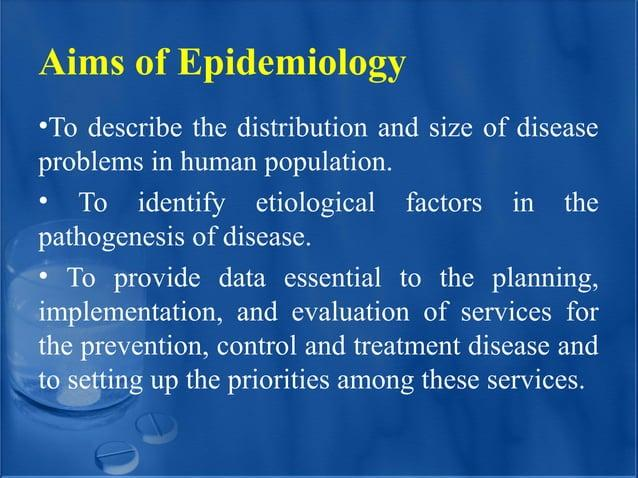 Aims of Epidemiology
•To describe the distribution and size of disease
problems in human population.
• To identify etiological factors in the
pathogenesis of disease.
• To provide data essential to the planning,
implementation, and evaluation of services for
the prevention, control and treatment disease and
to setting up the priorities among these services.